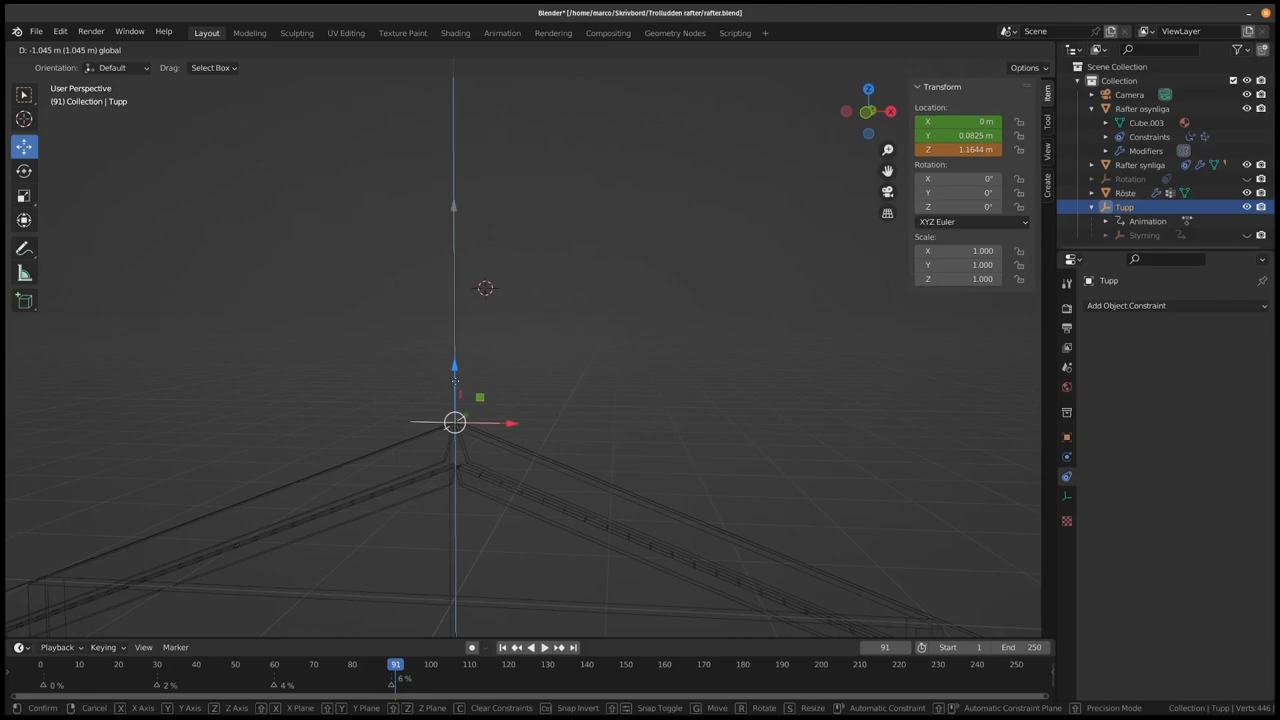 Blender* [/home/marco/Skrivbord/Trolludden rafter/rafter.blend]
File Edit Render Window Help Layout Modeling Sculpting UV Editing Texture Paint Shading Animation Rendering Compositing Geometry Nodes Scripting + Scene ViewLayer
D: -1.045 m (1.045 m) global
Orientation: Default Drag: Select Box Options
User Perspective
(91) Collection | Tupp
Transform
Location:
X 0 m
Y 0.0825 m
Z 1.1644 m
Rotation:
X 0°
Y 0°
Z 0°
XYZ Euler
Scale:
X 1.000
Y 1.000
Z 1.000
Item
Tool
View
Create
Z
X
Scene Collection
Collection
Camera
Rafter osynliga
Cube.003
Constraints
Modifiers
Rafter synliga
Rotation
Röste
Tupp
Animation
Styrning
Tupp
Add Object Constraint
Playback Keying View Marker 91 Start 1 End 250
0 10 20 30 40 50 60 70 80 91 100 110 120 130 140 150 160 170 180 190 200 210 220 230 240 250
0 % 2 % 4 % 6 %
Confirm Cancel X X Axis Y Y Axis Z Z Axis X X Plane Y Y Plane Z Z Plane C Clear Constraints Snap Invert Snap Toggle G Move R Rotate S Resize Automatic Constraint Automatic Constraint Plane Precision Mode Collection | Tupp | Verts:446